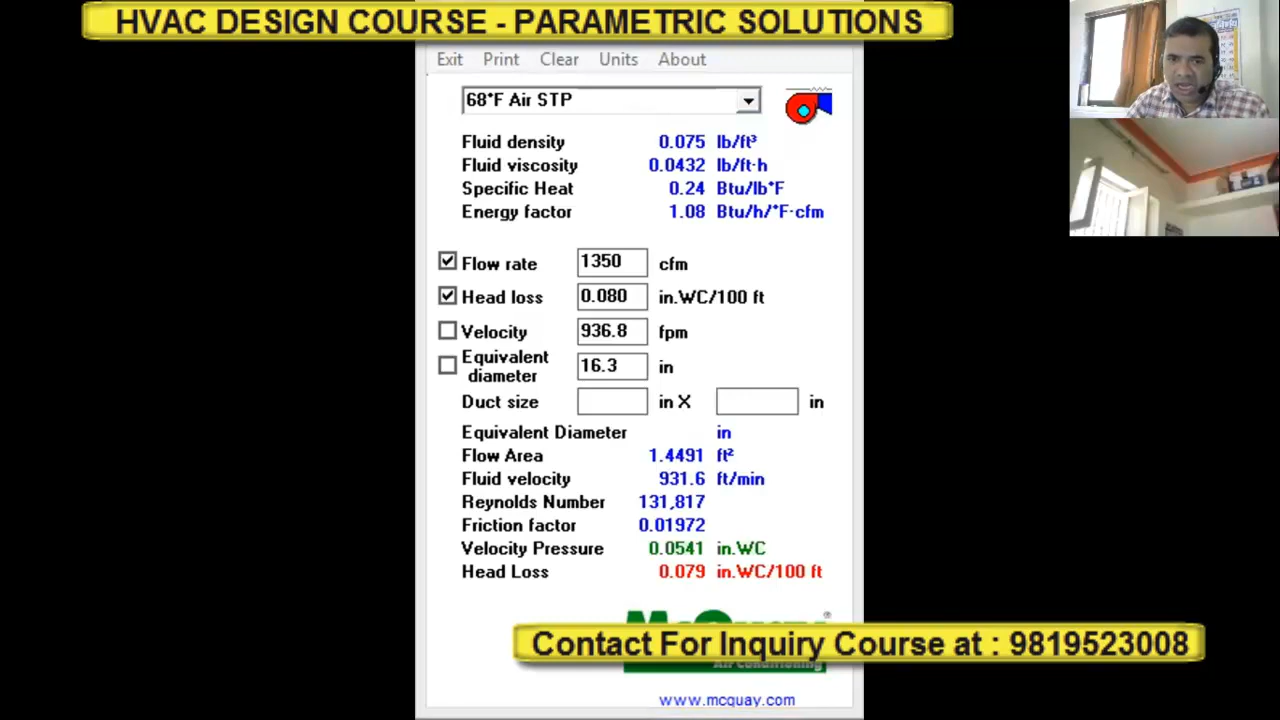 HVAC DESIGN COURSE - PARAMETRIC SOLUTIONS
Exit Print Clear Units About
68°F Air STP
Fluid density 0.075 lb/ft³
Fluid viscosity 0.0432 lb/ft·h
Specific Heat 0.24 Btu/lb°F
Energy factor 1.08 Btu/h/°F·cfm
Flow rate 1350 cfm
Head loss 0.080 in.WC/100 ft
Velocity 936.8 fpm
Equivalent diameter 16.3 in
Duct size in X in
Equivalent Diameter in
Flow Area 1.4491 ft²
Fluid velocity 931.6 ft/min
Reynolds Number 131,817
Friction factor 0.01972
Velocity Pressure 0.0541 in.WC
Head Loss 0.079 in.WC/100 ft
McQuay ®
Contact For Inquiry Course at : 9819523008
Air Conditioning
www.mcquay.com